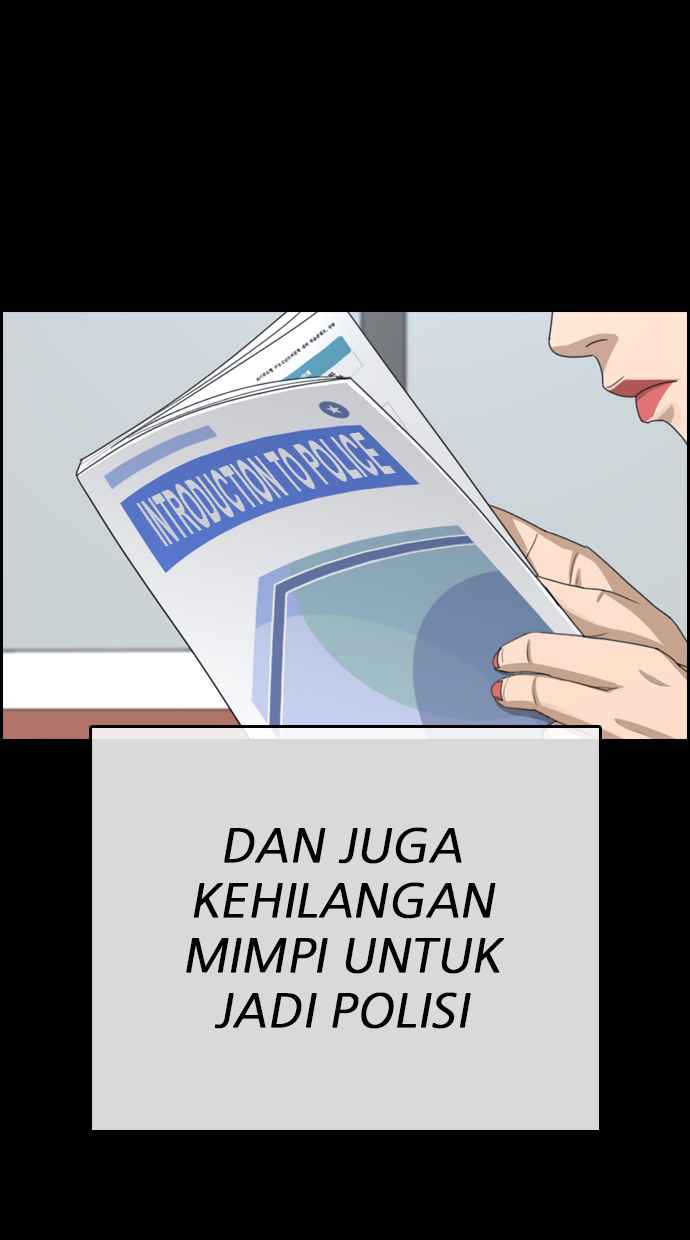 INTRODUCTION TO POLICE
DAN JUGA
KEHILANGAN
MIMPI UNTUK
JADI POLISI